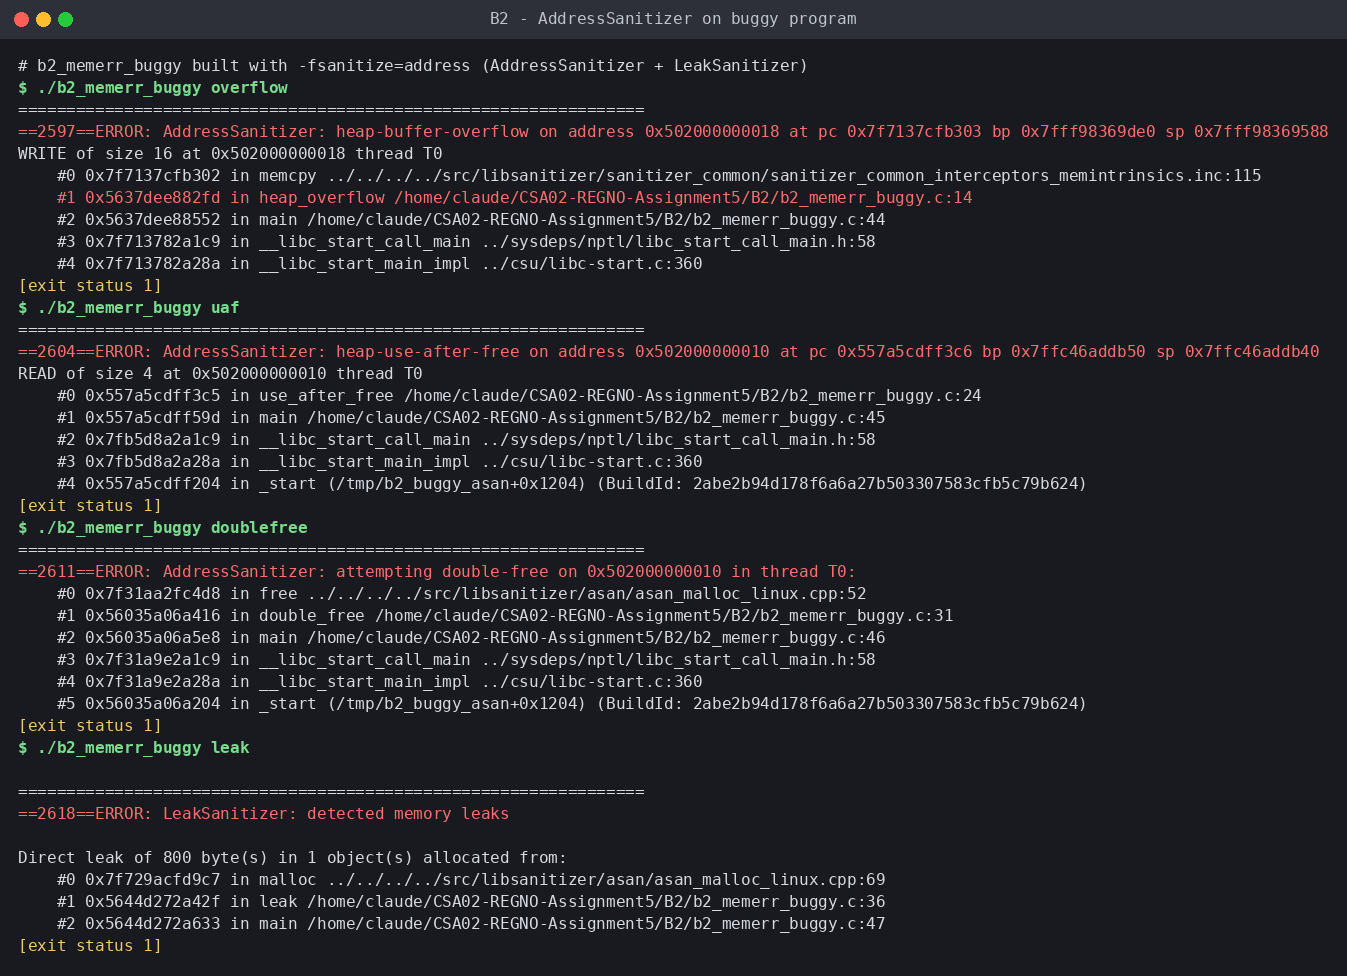 B2 - AddressSanitizer on buggy program
# b2_memerr_buggy built with -fsanitize=address (AddressSanitizer + LeakSanitizer)
$ ./b2_memerr_buggy overflow
=================================================================
==2597==ERROR: AddressSanitizer: heap-buffer-overflow on address 0x502000000018 at pc 0x7f7137cfb303 bp 0x7fff98369de0 sp 0x7fff98369588
WRITE of size 16 at 0x502000000018 thread T0
    #0 0x7f7137cfb302 in memcpy ../../../../src/libsanitizer/sanitizer_common/sanitizer_common_interceptors_memintrinsics.inc:115
    #1 0x5637dee882fd in heap_overflow /home/claude/CSA02-REGNO-Assignment5/B2/b2_memerr_buggy.c:14
    #2 0x5637dee88552 in main /home/claude/CSA02-REGNO-Assignment5/B2/b2_memerr_buggy.c:44
    #3 0x7f713782a1c9 in __libc_start_call_main ../sysdeps/nptl/libc_start_call_main.h:58
    #4 0x7f713782a28a in __libc_start_main_impl ../csu/libc-start.c:360
[exit status 1]
$ ./b2_memerr_buggy uaf
=================================================================
==2604==ERROR: AddressSanitizer: heap-use-after-free on address 0x502000000010 at pc 0x557a5cdff3c6 bp 0x7ffc46addb50 sp 0x7ffc46addb40
READ of size 4 at 0x502000000010 thread T0
    #0 0x557a5cdff3c5 in use_after_free /home/claude/CSA02-REGNO-Assignment5/B2/b2_memerr_buggy.c:24
    #1 0x557a5cdff59d in main /home/claude/CSA02-REGNO-Assignment5/B2/b2_memerr_buggy.c:45
    #2 0x7fb5d8a2a1c9 in __libc_start_call_main ../sysdeps/nptl/libc_start_call_main.h:58
    #3 0x7fb5d8a2a28a in __libc_start_main_impl ../csu/libc-start.c:360
    #4 0x557a5cdff204 in _start (/tmp/b2_buggy_asan+0x1204) (BuildId: 2abe2b94d178f6a6a27b503307583cfb5c79b624)
[exit status 1]
$ ./b2_memerr_buggy doublefree
=================================================================
==2611==ERROR: AddressSanitizer: attempting double-free on 0x502000000010 in thread T0:
    #0 0x7f31aa2fc4d8 in free ../../../../src/libsanitizer/asan/asan_malloc_linux.cpp:52
    #1 0x56035a06a416 in double_free /home/claude/CSA02-REGNO-Assignment5/B2/b2_memerr_buggy.c:31
    #2 0x56035a06a5e8 in main /home/claude/CSA02-REGNO-Assignment5/B2/b2_memerr_buggy.c:46
    #3 0x7f31a9e2a1c9 in __libc_start_call_main ../sysdeps/nptl/libc_start_call_main.h:58
    #4 0x7f31a9e2a28a in __libc_start_main_impl ../csu/libc-start.c:360
    #5 0x56035a06a204 in _start (/tmp/b2_buggy_asan+0x1204) (BuildId: 2abe2b94d178f6a6a27b503307583cfb5c79b624)
[exit status 1]
$ ./b2_memerr_buggy leak
=================================================================
==2618==ERROR: LeakSanitizer: detected memory leaks
Direct leak of 800 byte(s) in 1 object(s) allocated from:
    #0 0x7f729acfd9c7 in malloc ../../../../src/libsanitizer/asan/asan_malloc_linux.cpp:69
    #1 0x5644d272a42f in leak /home/claude/CSA02-REGNO-Assignment5/B2/b2_memerr_buggy.c:36
    #2 0x5644d272a633 in main /home/claude/CSA02-REGNO-Assignment5/B2/b2_memerr_buggy.c:47
[exit status 1]